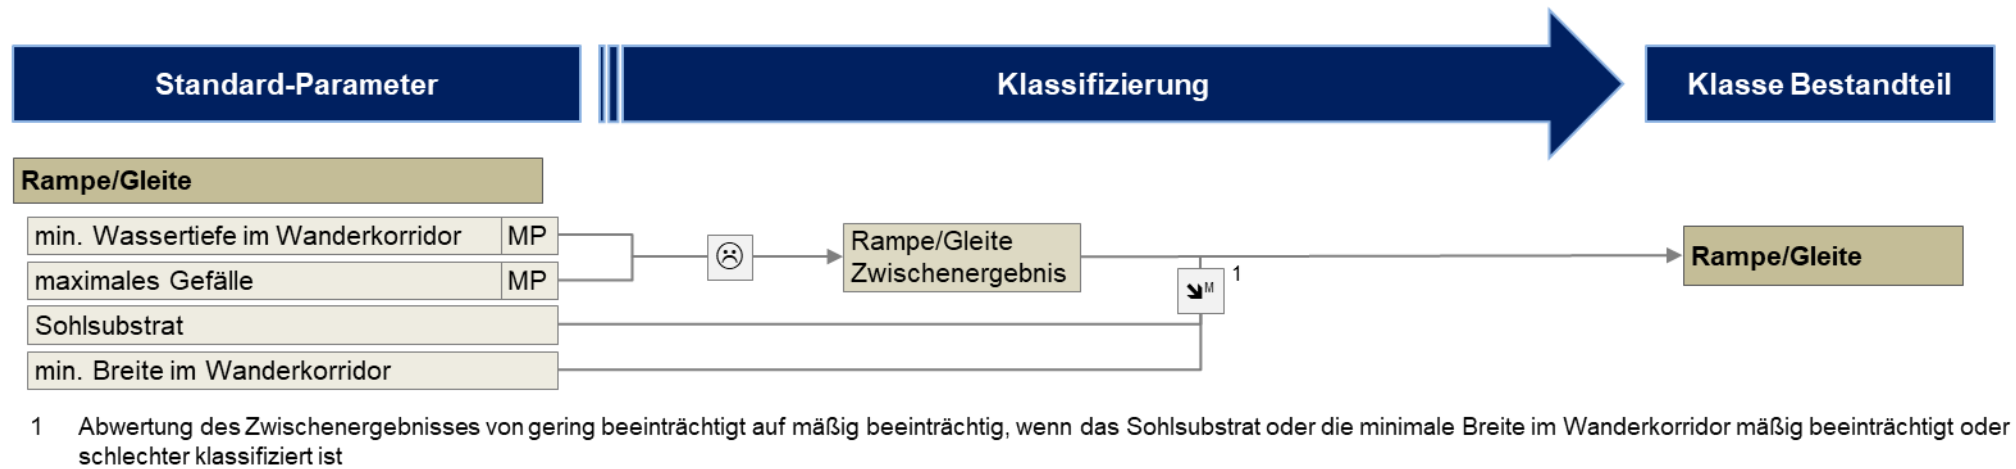 Standard-Parameter
Klassifizierung
Klasse Bestandteil
Rampe/Gleite
min. Wassertiefe im Wanderkorridor MP
maximales Gefälle MP
Sohlsubstrat
min. Breite im Wanderkorridor
Rampe/Gleite
Zwischenergebnis
M
1
Rampe/Gleite
1 Abwertung des Zwischenergebnisses von gering beeinträchtigt auf mäßig beeinträchtig, wenn das Sohlsubstrat oder die minimale Breite im Wanderkorridor mäßig beeinträchtigt oder
schlechter klassifiziert ist